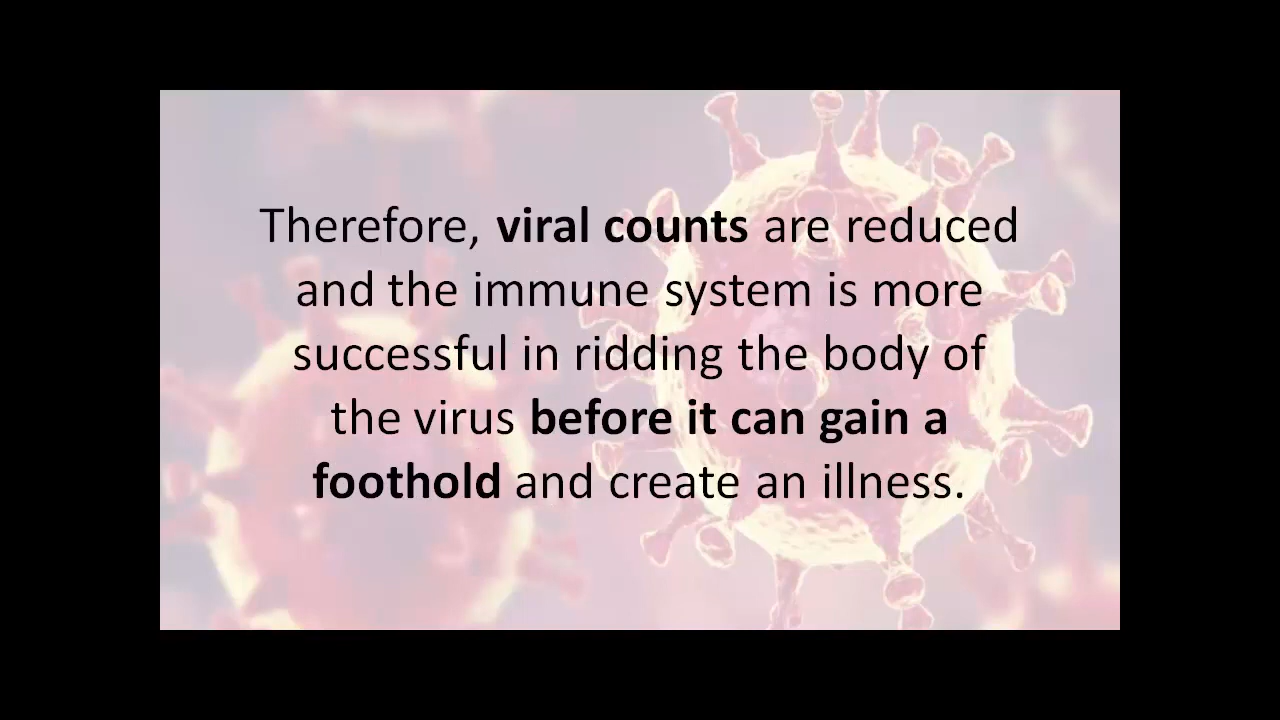 Therefore, viral counts are reduced
and the immune system is more
successful in ridding the body of
the virus before it can gain a
foothold and create an illness.